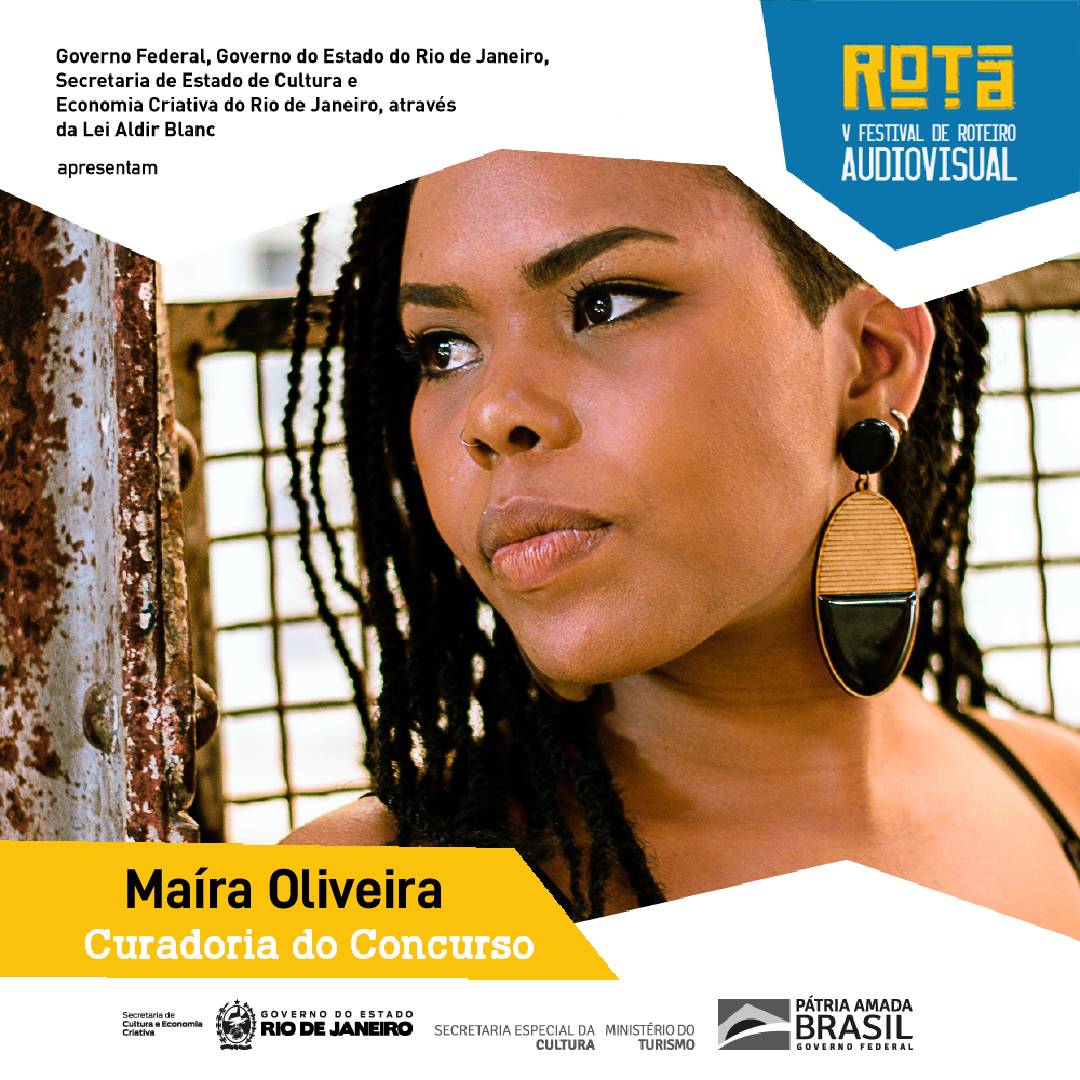 Governo Federal, Governo do Estado do Rio de Janeiro,
Secretaria de Estado de Cultura e
Economia Criativa do Rio de Janeiro, através
da Lei Aldir Blanc
apresentam
ROTA
V FESTIVAL DE ROTEIRO
AUDIOVISUAL
Maíra Oliveira
Curadoria do Concurso
Secretaria de
Cultura e Economia
Criativa
GOVERNO DO ESTADO
RIO DE JANEIRO
SECRETARIA ESPECIAL DA
CULTURA
MINISTÉRIO DO
TURISMO
PÁTRIA AMADA
BRASIL
GOVERNO FEDERAL